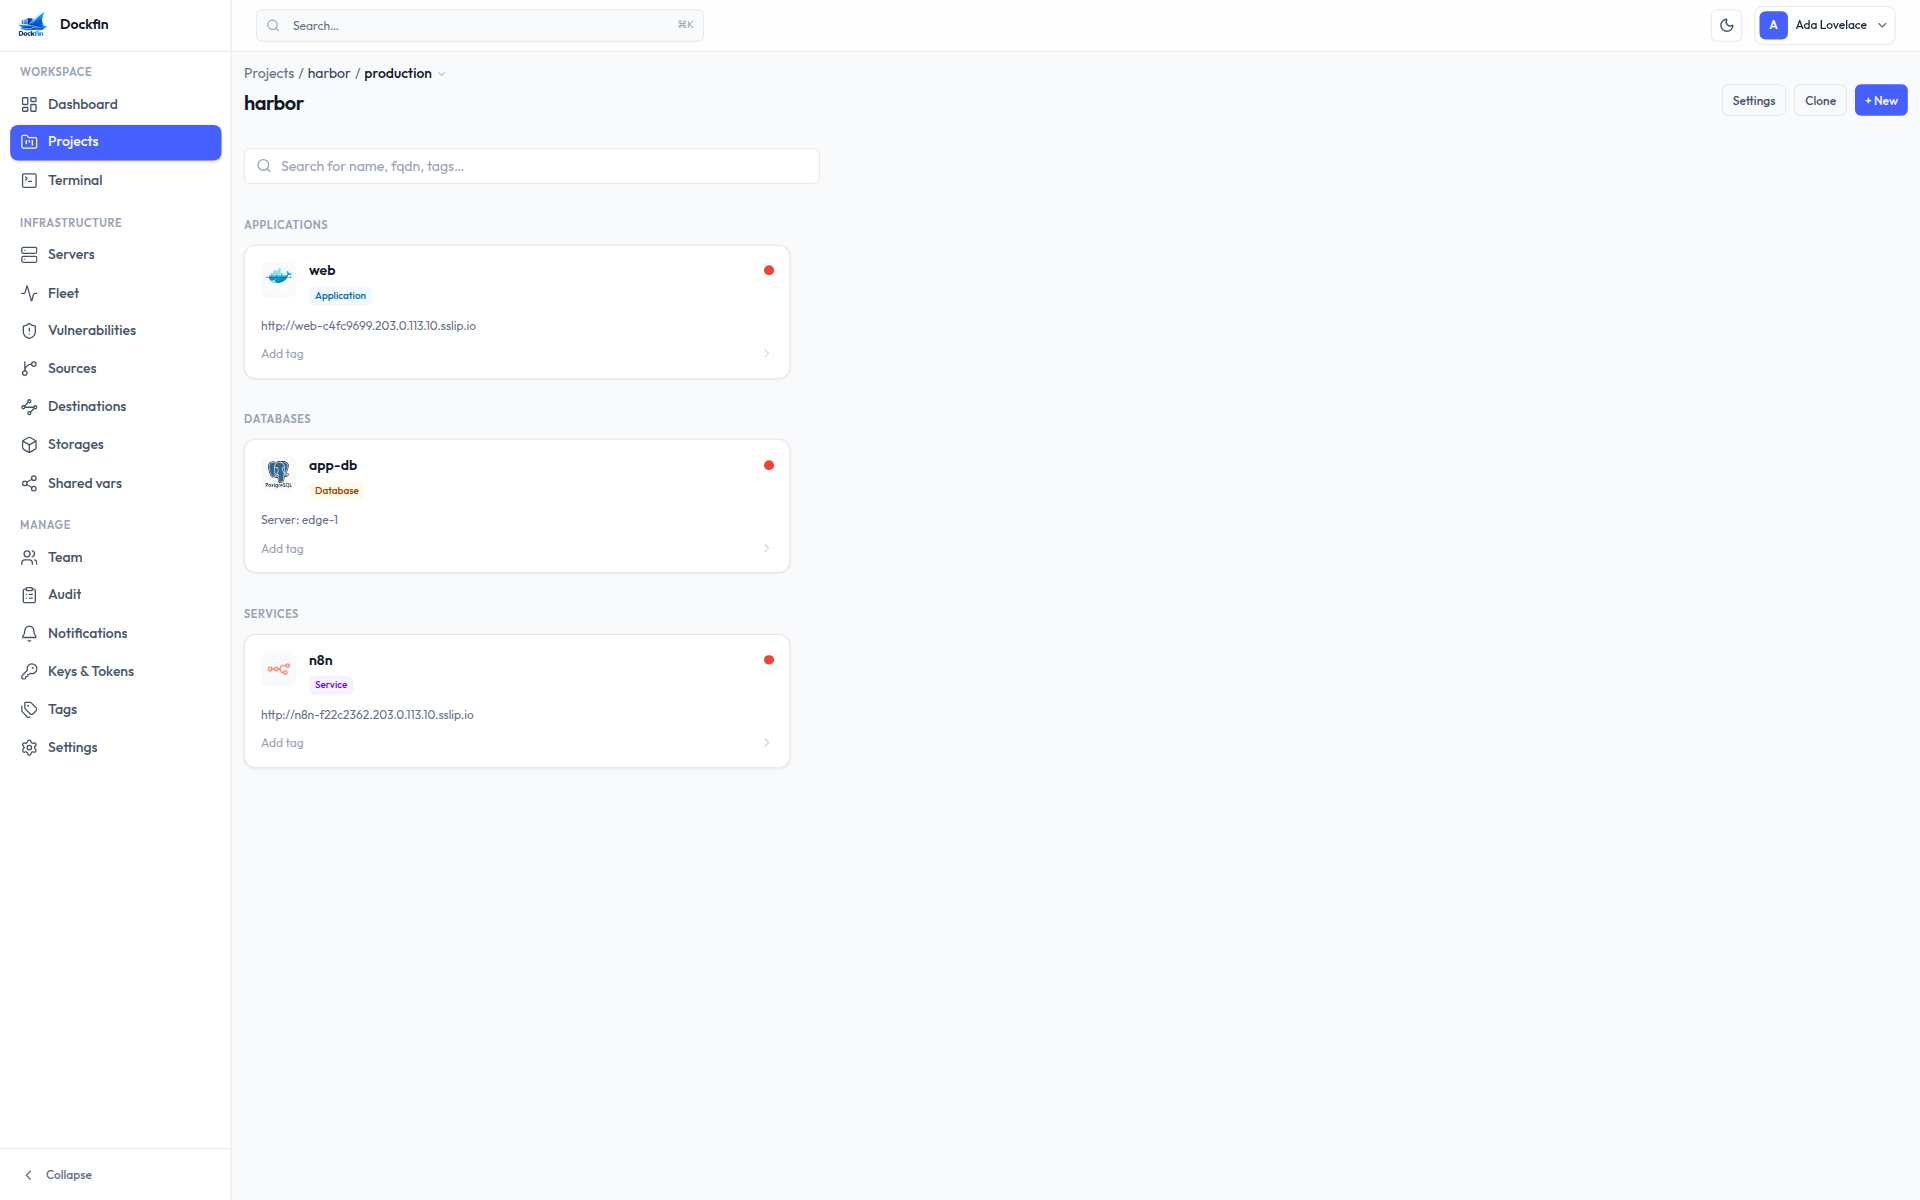 Dockfin
Dockfin
Search...
⌘K
A
Ada Lovelace
WORKSPACE
Dashboard
Projects
Terminal
INFRASTRUCTURE
Servers
Fleet
Vulnerabilities
Sources
Destinations
Storages
Shared vars
MANAGE
Team
Audit
Notifications
Keys & Tokens
Tags
Settings
Collapse
Projects / harbor / production
harbor
Settings
Clone
+ New
Search for name, fqdn, tags...
APPLICATIONS
web
Application
http://web-c4fc9699.203.0.113.10.sslip.io
Add tag
DATABASES
PostgreSQL
app-db
Database
Server: edge-1
Add tag
SERVICES
n8n
Service
http://n8n-f22c2362.203.0.113.10.sslip.io
Add tag